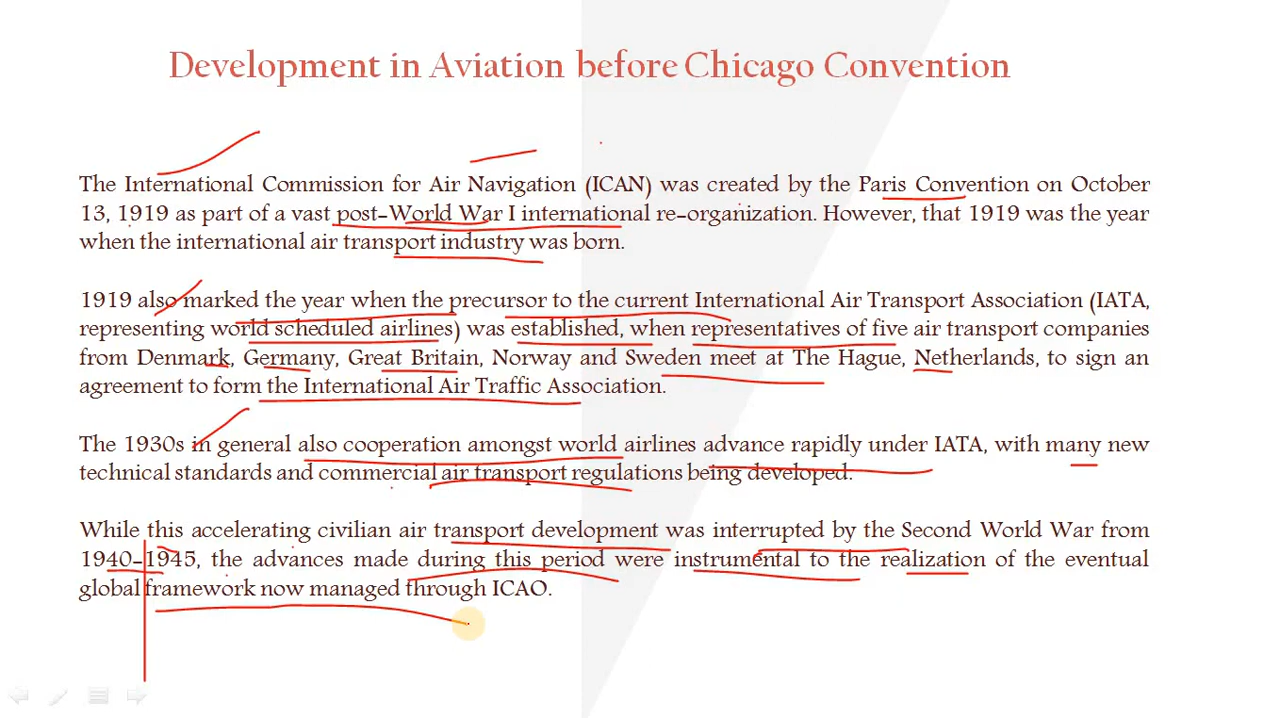 Development in Aviation before Chicago Convention
The International Commission for Air Navigation (ICAN) was created by the Paris Convention on October
13, 1919 as part of a vast post-World War I international re-organization. However, that 1919 was the year
when the international air transport industry was born.
1919 also marked the year when the precursor to the current International Air Transport Association (IATA,
representing world scheduled airlines) was established, when representatives of five air transport companies
from Denmark, Germany, Great Britain, Norway and Sweden meet at The Hague, Netherlands, to sign an
agreement to form the International Air Traffic Association.
The 1930s in general also cooperation amongst world airlines advance rapidly under IATA, with many new
technical standards and commercial air transport regulations being developed.
While this accelerating civilian air transport development was interrupted by the Second World War from
1940-1945, the advances made during this period were instrumental to the realization of the eventual
global framework now managed through ICAO.